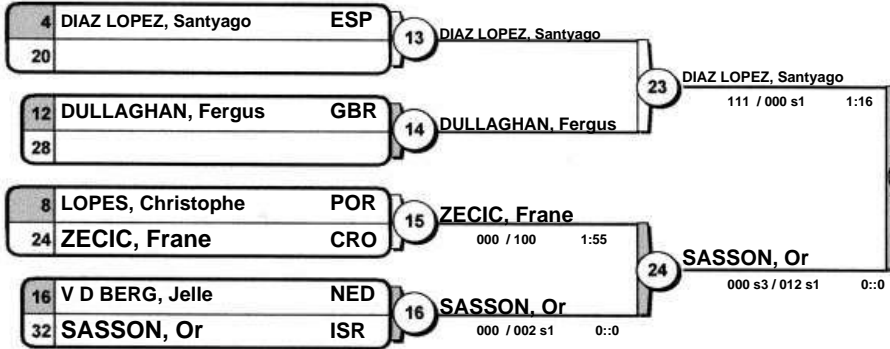 4 DIAZ LOPEZ, Santyago ESP
20
13 DIAZ LOPEZ, Santyago
12 DULLAGHAN, Fergus GBR
28
14 DULLAGHAN, Fergus
23 DIAZ LOPEZ, Santyago
111 / 000 s1 1:16
8 LOPES, Christophe POR
24 ZECIC, Frane CRO
15 ZECIC, Frane
000 / 100 1:55
16 V D BERG, Jelle NED
32 SASSON, Or ISR
16 SASSON, Or
000 / 002 s1 0::0
24 SASSON, Or
000 s3 / 012 s1 0::0